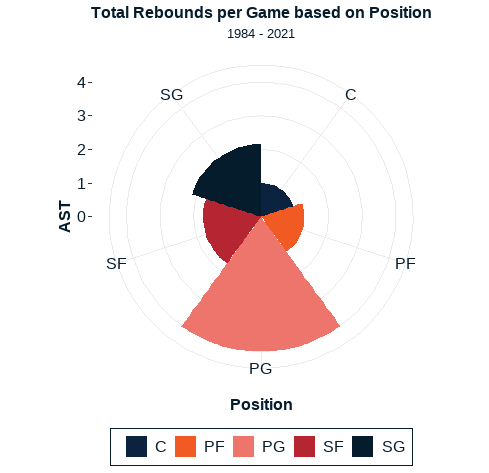 Total Rebounds per Game based on Position
1984 - 2021
SG
C
4
3
2
1
0
AST
SF
PF
PG
Position
C PF PG SF SG